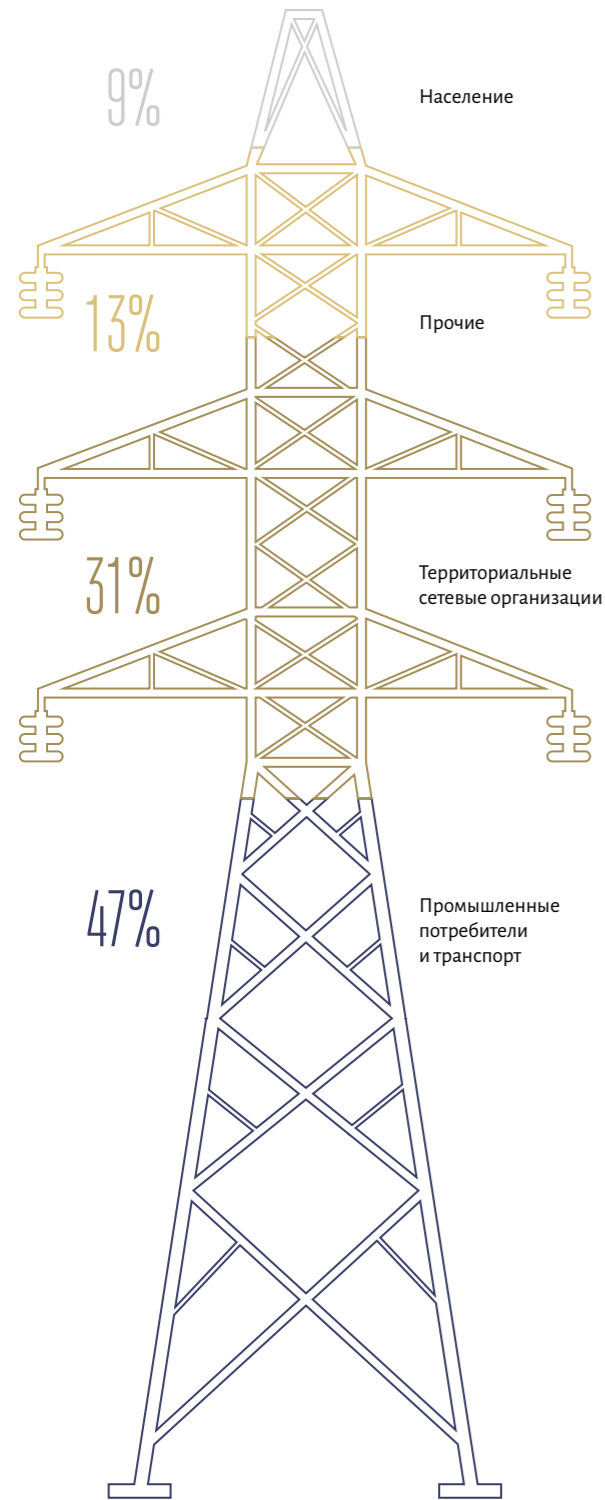 9%
Население
13%
Прочие
31%
Территориальные
сетевые организации
47%
Промышленные
потребители
и транспорт